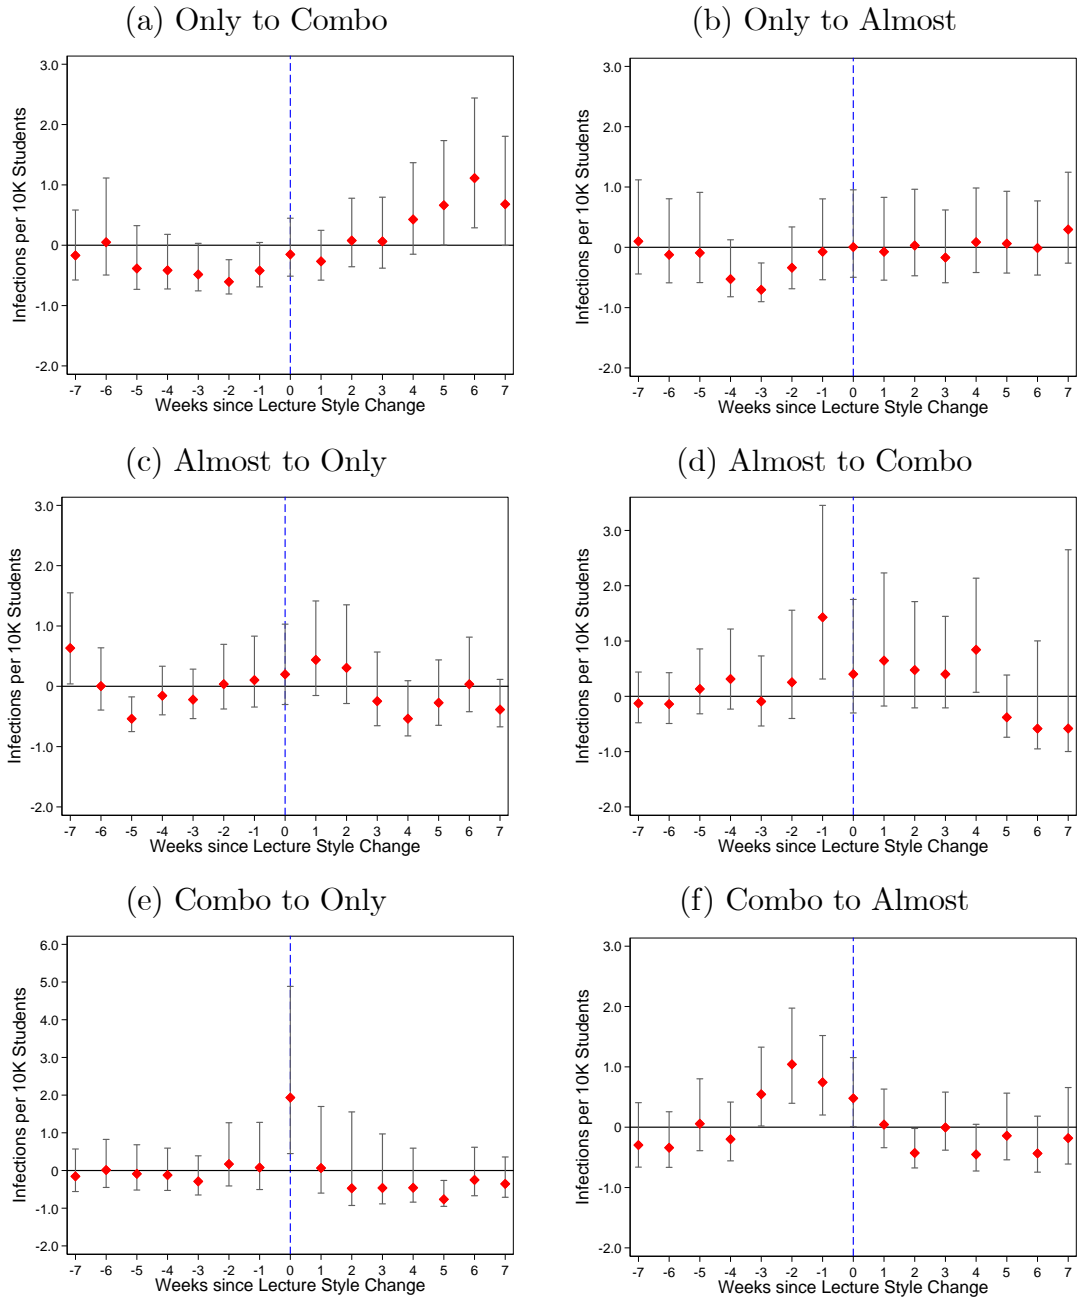 (a) Only to Combo
(b) Only to Almost
Infections per 10K Students
3.0
2.0
1.0
0
-1.0
-2.0
-7 -6 -5 -4 -3 -2 -1 0 1 2 3 4 5 6 7
Weeks since Lecture Style Change
Infections per 10K Students
3.0
2.0
1.0
0
-1.0
-2.0
-7 -6 -5 -4 -3 -2 -1 0 1 2 3 4 5 6 7
Weeks since Lecture Style Change
(c) Almost to Only
(d) Almost to Combo
Infections per 10K Students
3.0
2.0
1.0
0
-1.0
-2.0
-7 -6 -5 -4 -3 -2 -1 0 1 2 3 4 5 6 7
Weeks since Lecture Style Change
Infections per 10K Students
3.0
2.0
1.0
0
-1.0
-2.0
-7 -6 -5 -4 -3 -2 -1 0 1 2 3 4 5 6 7
Weeks since Lecture Style Change
(e) Combo to Only
(f) Combo to Almost
Infections per 10K Students
6.0
5.0
4.0
3.0
2.0
1.0
0
-1.0
-2.0
-7 -6 -5 -4 -3 -2 -1 0 1 2 3 4 5 6 7
Weeks since Lecture Style Change
Infections per 10K Students
3.0
2.0
1.0
0
-1.0
-2.0
-7 -6 -5 -4 -3 -2 -1 0 1 2 3 4 5 6 7
Weeks since Lecture Style Change